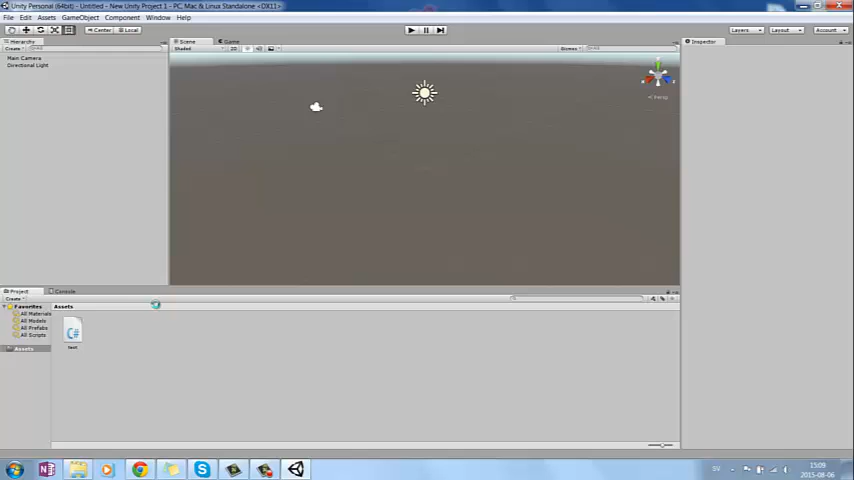 Unity Personal (64bit) - Untitled - New Unity Project 1 - PC, Mac & Linux Standalone <DX11>
File Edit Assets GameObject Component Window Help
Center Local Layers Layout Account
Hierarchy Scene Game Inspector
Create Shaded 2D Gizmos
Main Camera
Directional Light
Persp
Project Console
Create
Favorites Assets
All Materials
All Models
All Prefabs
All Scripts
C#
Assets
SV 15:09
2015-08-06